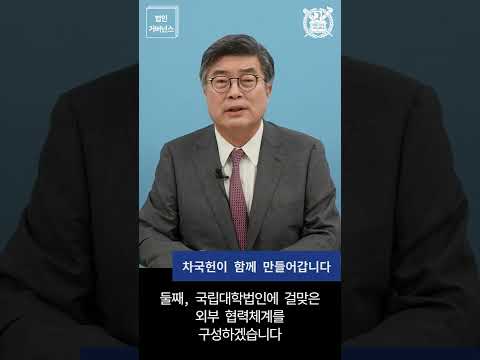 법인
거버넌스
차국헌이 함께 만들어갑니다
둘째, 국립대학법인에 걸맞은
외부 협력체계를
구성하겠습니다